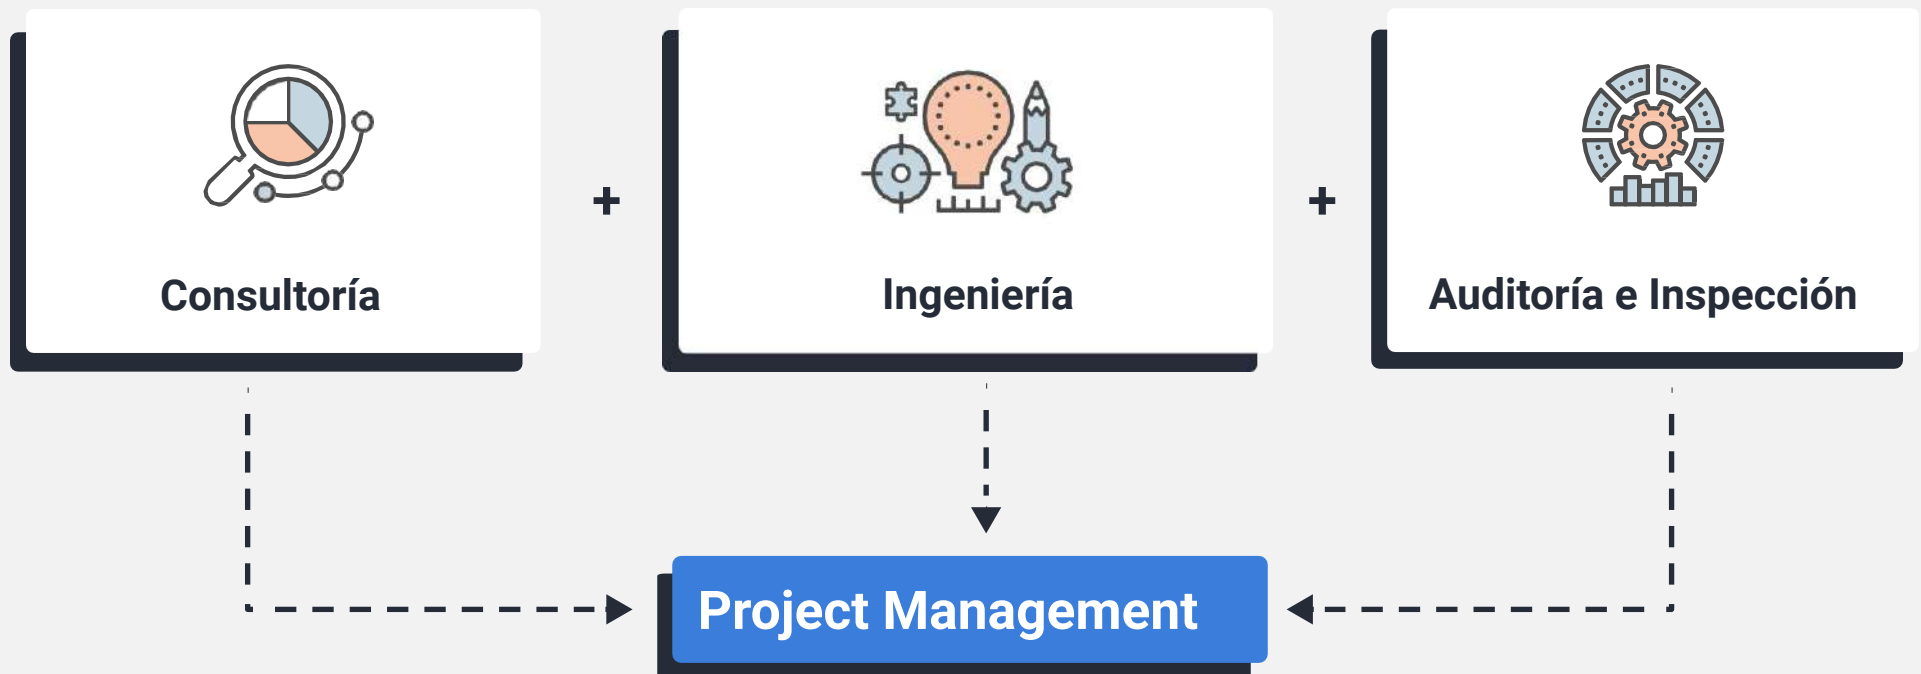 Consultoría
+
Ingeniería
+
Auditoría e Inspección
Project Management